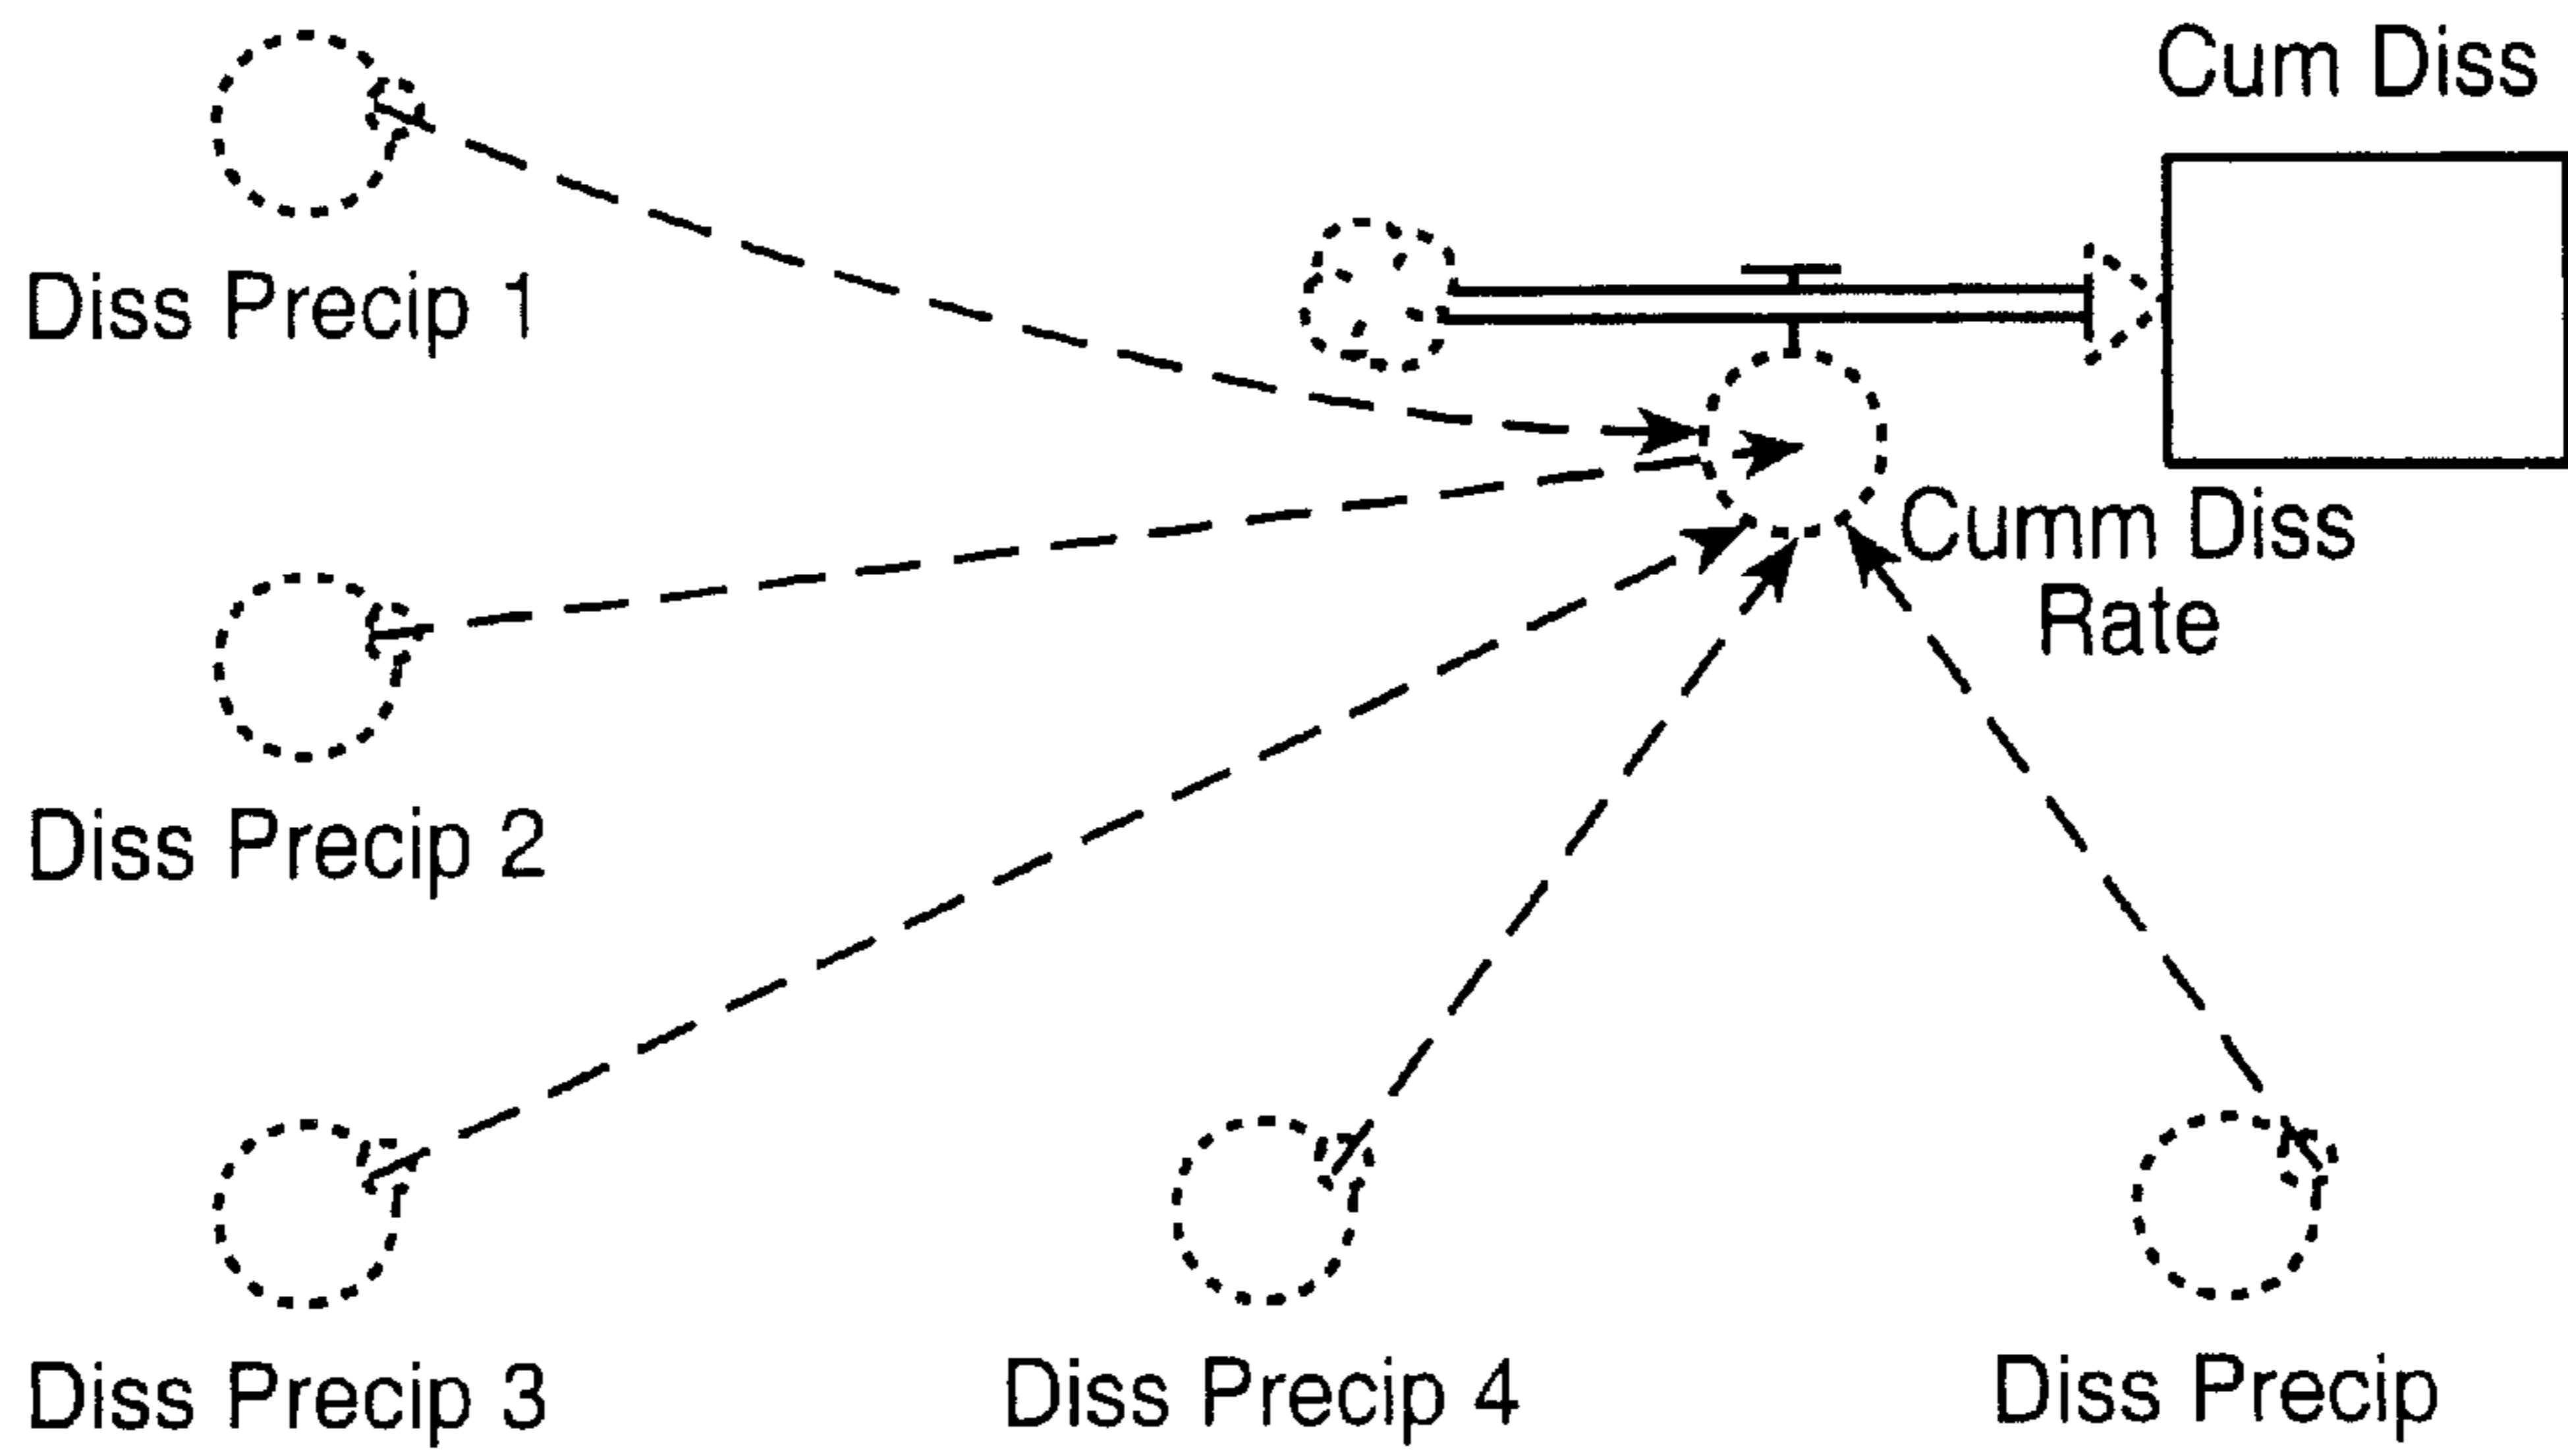 Cum Diss
Diss Precip 1
Cumm Diss
Rate
Diss Precip 2
Diss Precip 3
Diss Precip 4
Diss Precip